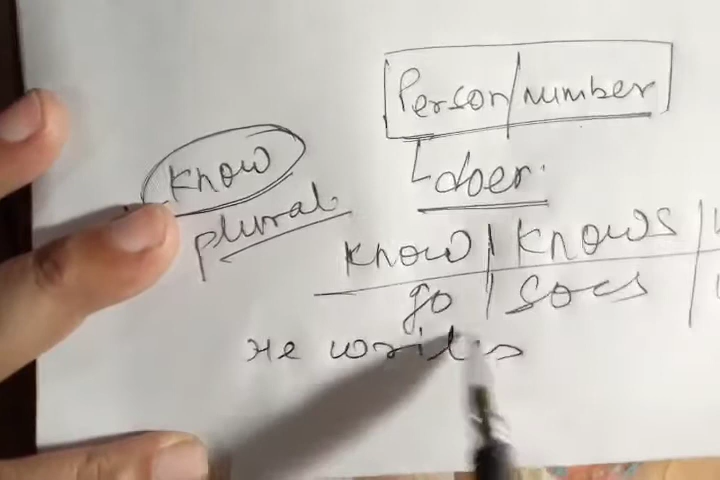 Person/number
know
doer.
plural
know | knows |
go | goes |
He writes